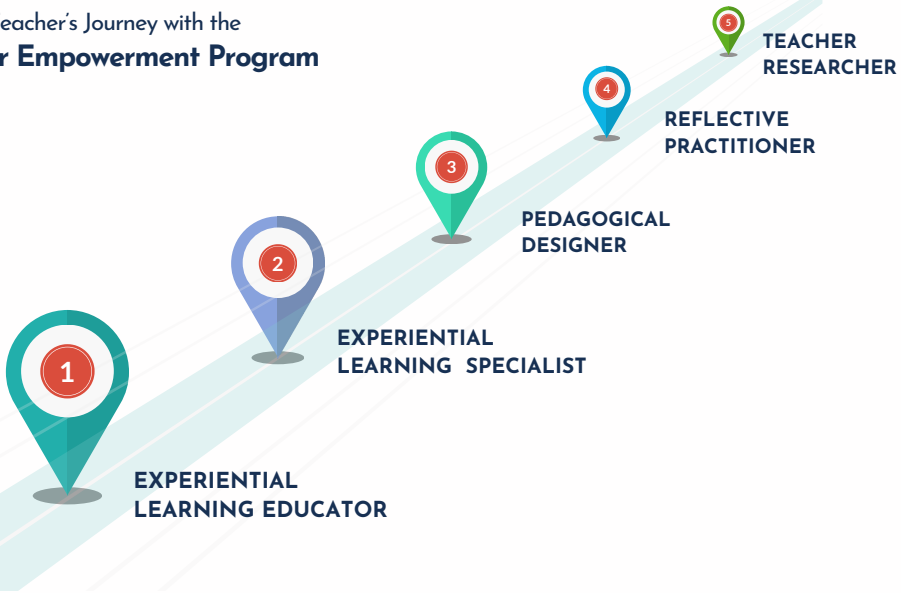 eacher's Journey with the
r Empowerment Program
5
TEACHER
RESEARCHER
4
REFLECTIVE
PRACTITIONER
3
PEDAGOGICAL
DESIGNER
2
EXPERIENTIAL
LEARNING SPECIALIST
1
EXPERIENTIAL
LEARNING EDUCATOR